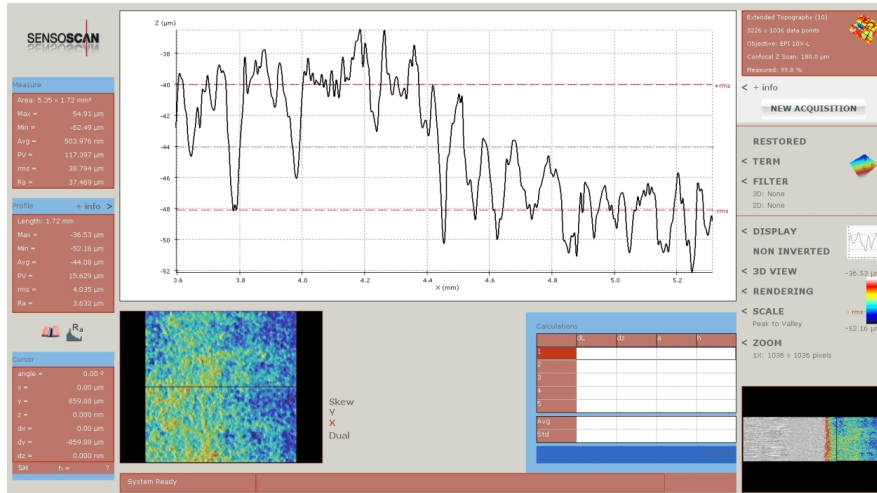 SENSOSCAN
Measure
Area: 5.35 x 1.72 mm²
Max = 54.91 µm
Min = -62.49 µm
Avg = 503.976 nm
PV = 117.397 µm
rms = 38.794 µm
Ra = 37.469 µm
Profile + info >
Length: 1.72 mm
Max = -36.53 µm
Min = -52.16 µm
Avg = -44.08 µm
PV = 15.629 µm
rms = 4.035 µm
Ra = 3.632 µm
Ra
Cursor
angle = 0.00 º
x = 0.00 µm
y = 859.88 µm
z = 0.000 nm
dx = 0.00 µm
dy = -859.88 µm
dz = 0.000 nm
SH h = ?
Z (µm)
-38
-40
-42
-44
-46
-48
-50
-52
3.6 3.8 4.0 4.2 4.4 4.6 4.8 5.0 5.2
X (mm)
+rms
-rms
Skew
Y
X
Dual
Calculations
dL dz a h
1
2
3
4
5
Avg
Std
System Ready
Extended Topography (10)
3226 x 1036 data points
Objective: EPI 10X-L
Confocal Z Scan: 180.0 µm
Measured: 99.8 %
< + info
NEW ACQUISITION
RESTORED
< TERM
< FILTER
3D: None
2D: None
< DISPLAY
NON INVERTED
< 3D VIEW
-36.53 µm
< RENDERING
< SCALE
- rms
Peak to Valley
-52.16 µm
< ZOOM
1X: 1036 x 1036 pixels